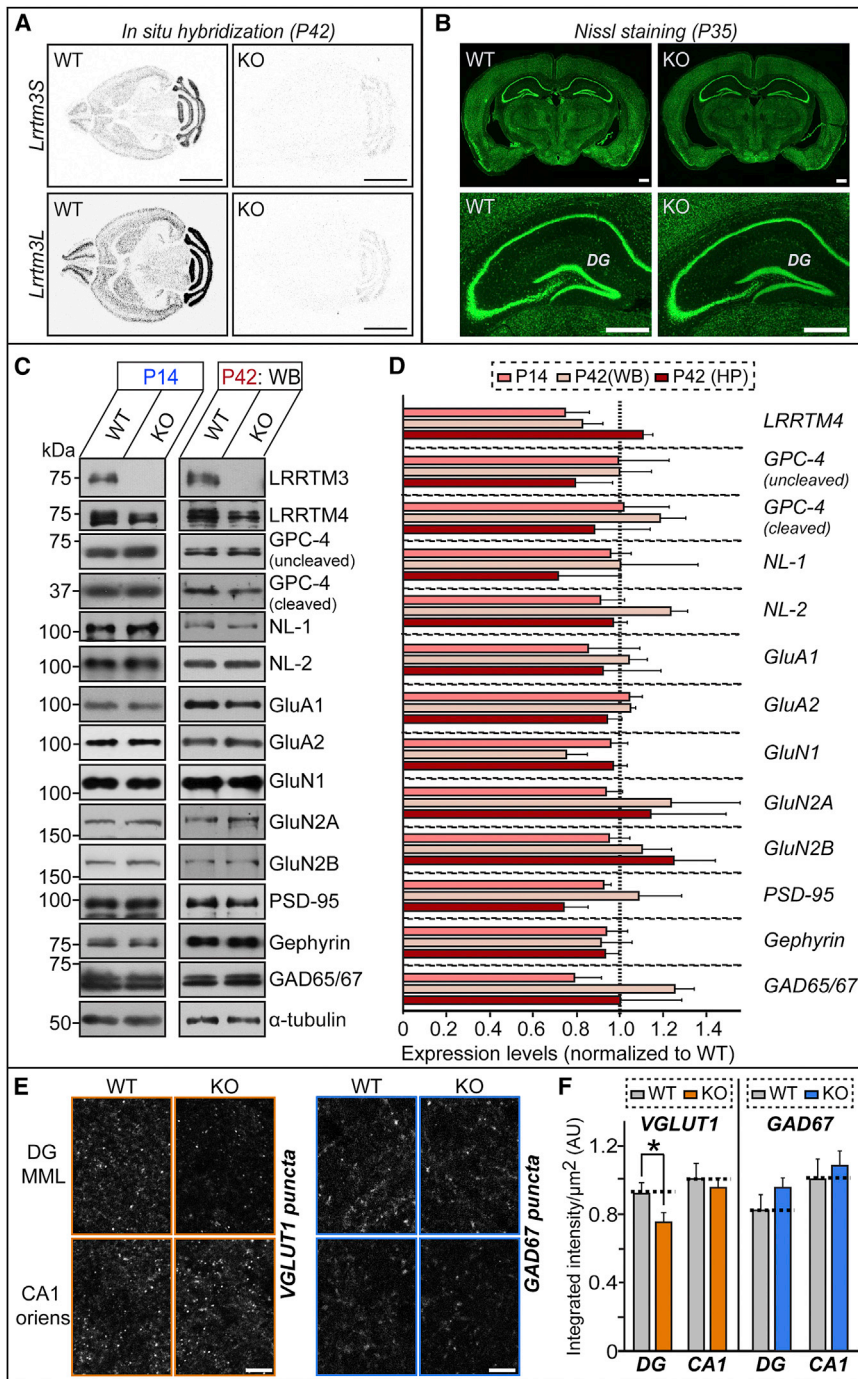 A
In situ hybridization (P42)
Lrrtm3S
WT
KO
Lrrtm3L
WT
KO
B
Nissl staining (P35)
WT
KO
WT
DG
KO
DG
C
P14
P42: WB
WT
KO
WT
KO
kDa
75
LRRTM3
75
LRRTM4
75
GPC-4
(uncleaved)
37
GPC-4
(cleaved)
100
NL-1
100
NL-2
100
GluA1
100
GluA2
100
GluN1
150
GluN2A
150
GluN2B
100
PSD-95
75
Gephyrin
75
GAD65/67
50
α-tubulin
D
P14 P42(WB) P42 (HP)
LRRTM4
GPC-4
(uncleaved)
GPC-4
(cleaved)
NL-1
NL-2
GluA1
GluA2
GluN1
GluN2A
GluN2B
PSD-95
Gephyrin
GAD65/67
0 0.2 0.4 0.6 0.8 1.0 1.2 1.4
Expression levels (normalized to WT)
E
WT
KO
WT
KO
DG
MML
CA1
oriens
VGLUT1 puncta
GAD67 puncta
F
WT KO
WT KO
VGLUT1
GAD67
*
Integrated intensity/μm² (AU)
1.2
0.8
0.4
0
DG CA1
DG CA1